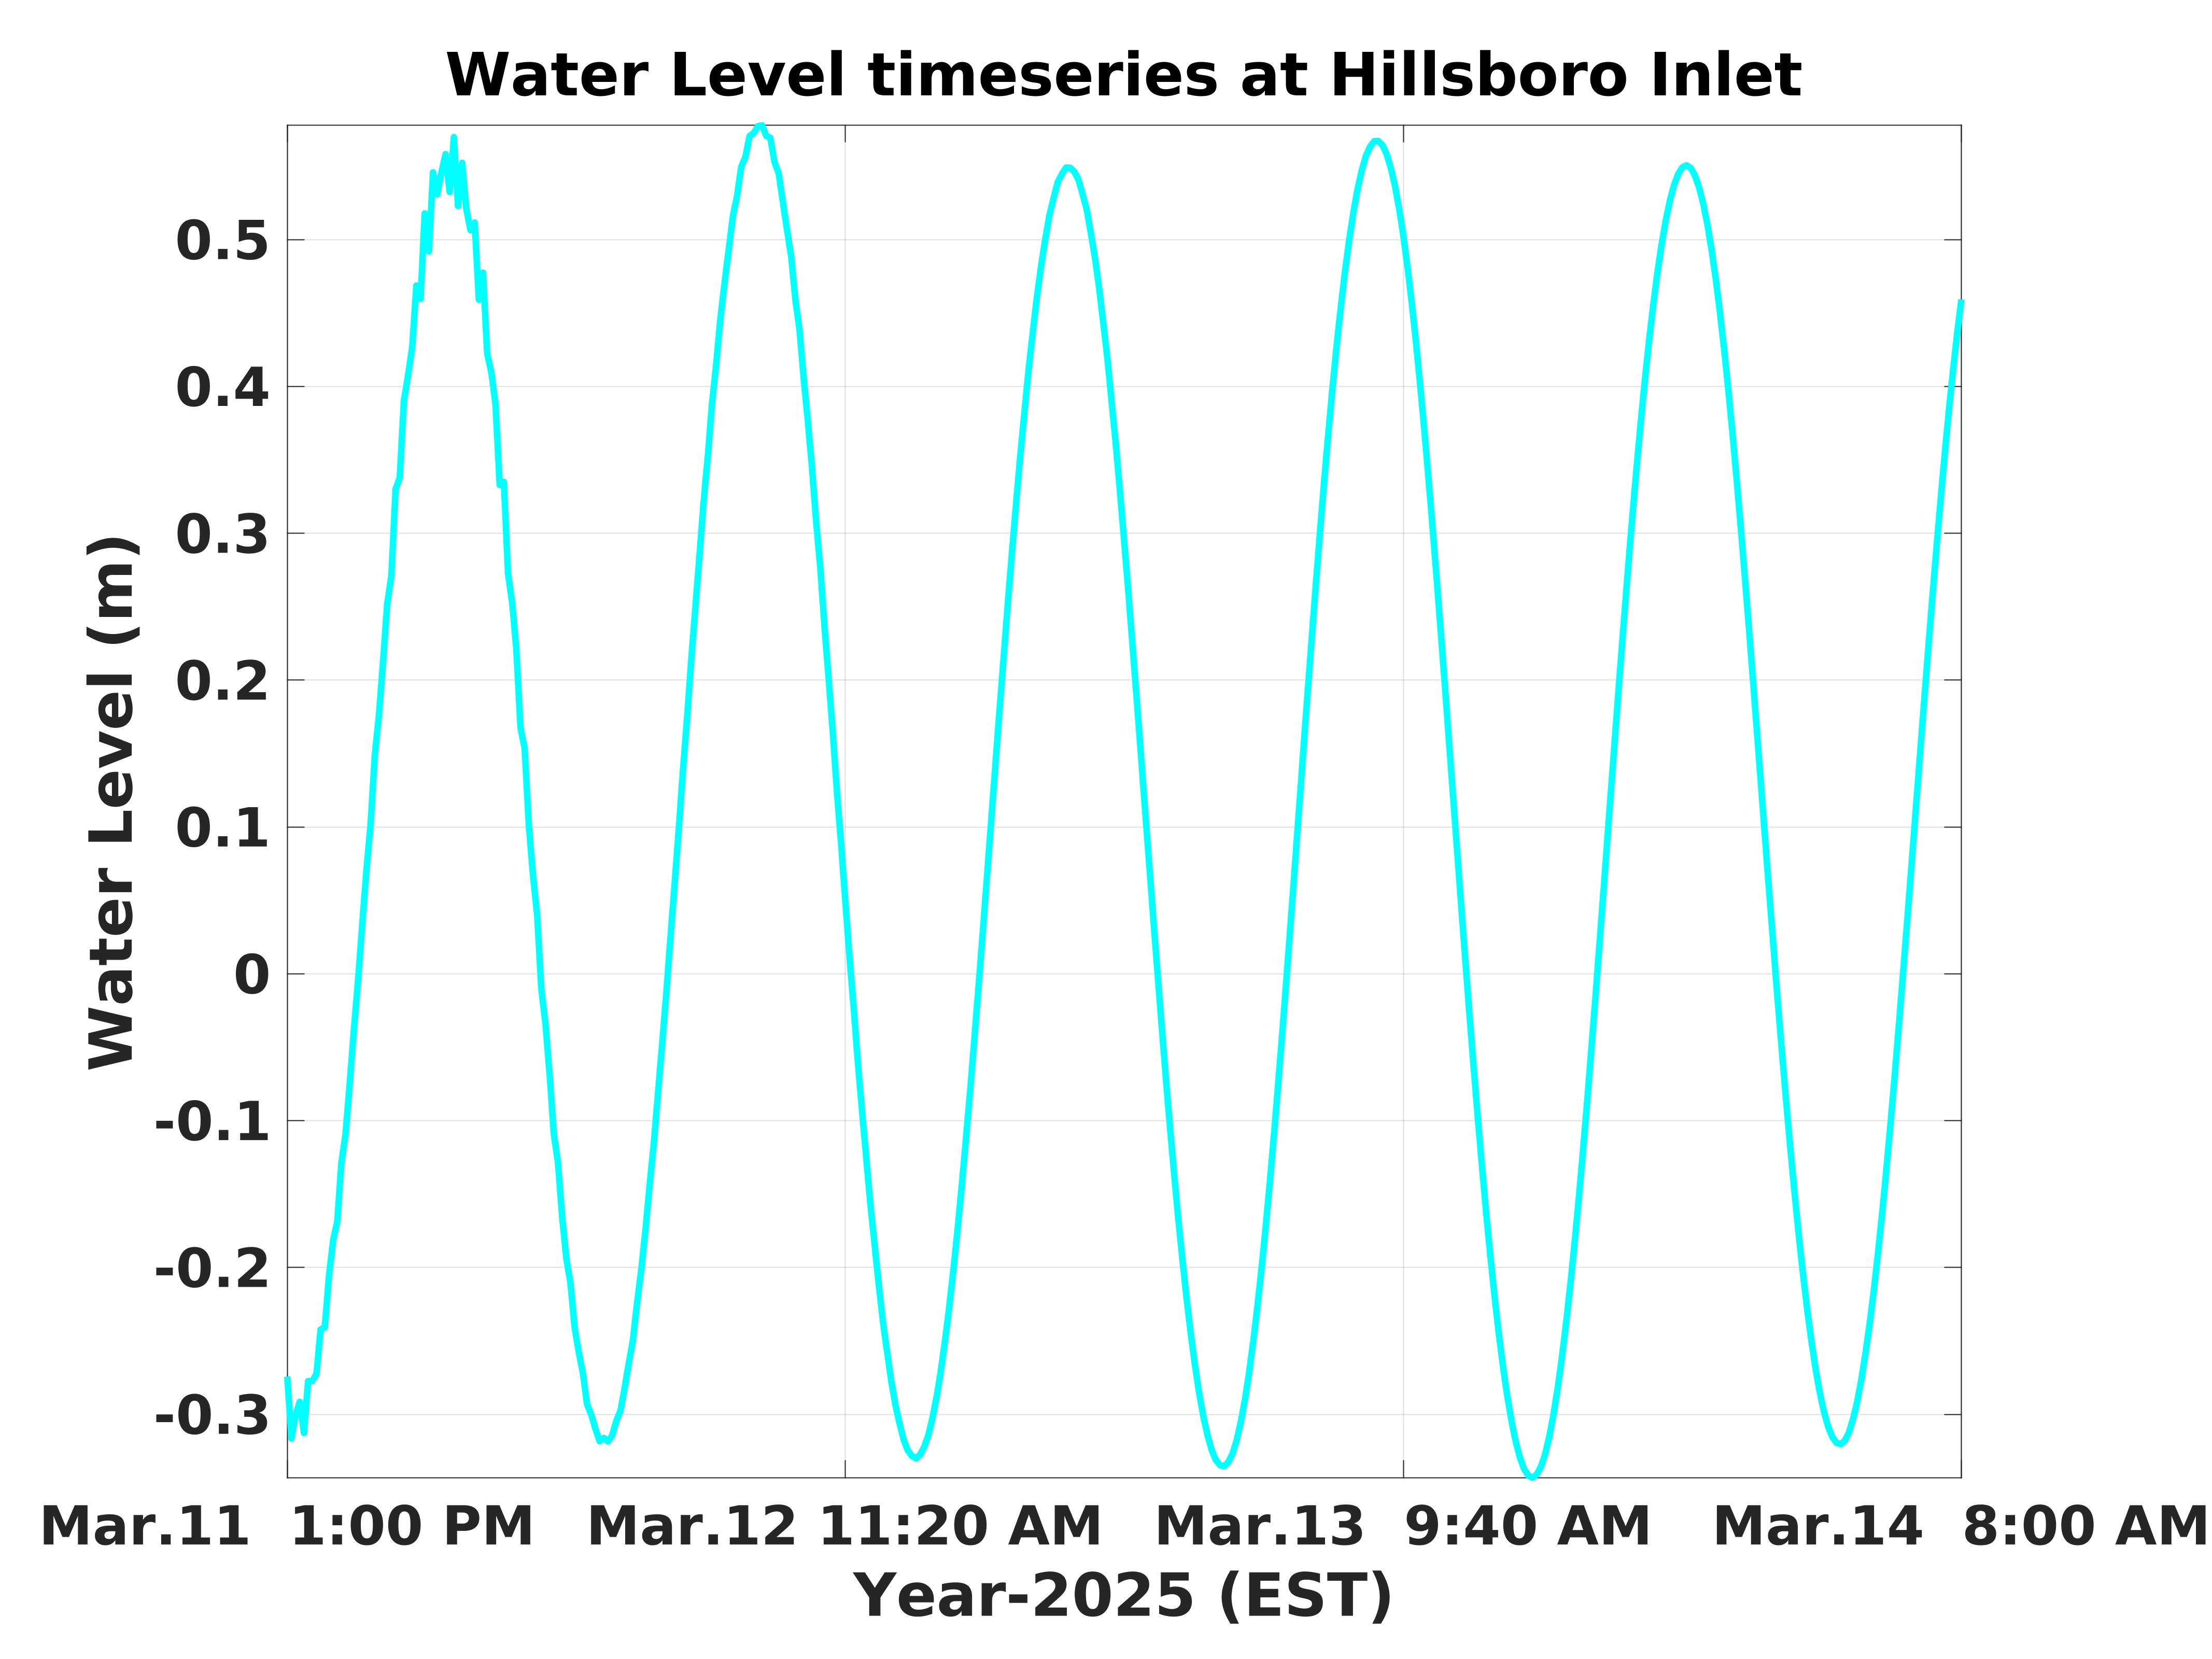 Water Level timeseries at Hillsboro Inlet
Water Level (m)
0.5
0.4
0.3
0.2
0.1
0
-0.1
-0.2
-0.3
Mar.11 1:00 PM Mar.12 11:20 AM Mar.13 9:40 AM Mar.14 8:00 AM
Year-2025 (EST)